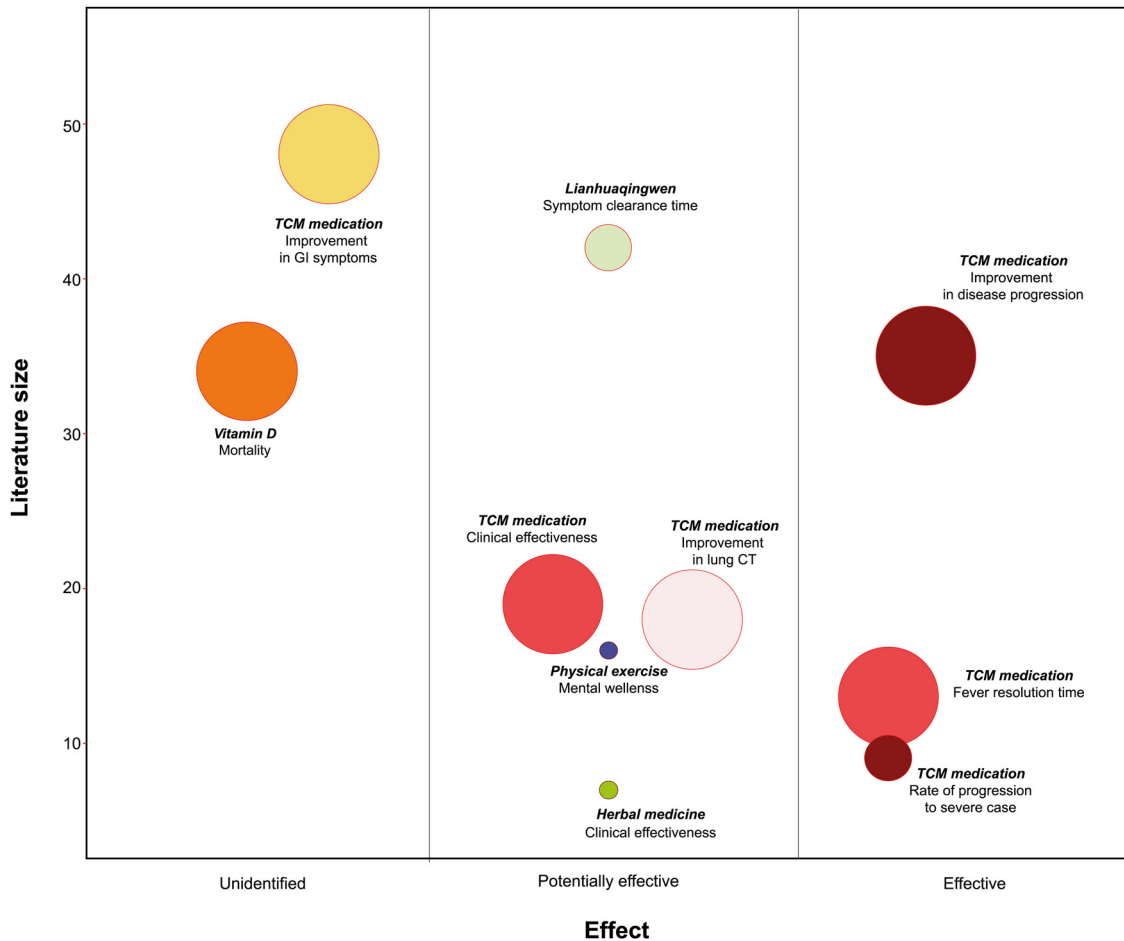 50
40
30
20
10
Literature size
TCM medication
Improvement
in GI symptoms
Vitamin D
Mortality
Lianhuaqingwen
Symptom clearance time
TCM medication
Clinical effectiveness
TCM medication
Improvement
in lung CT
Physical exercise
Mental wellenss
Herbal medicine
Clinical effectiveness
TCM medication
Improvement
in disease progression
TCM medication
Fever resolution time
TCM medication
Rate of progression
to severe case
Unidentified
Potentially effective
Effective
Effect